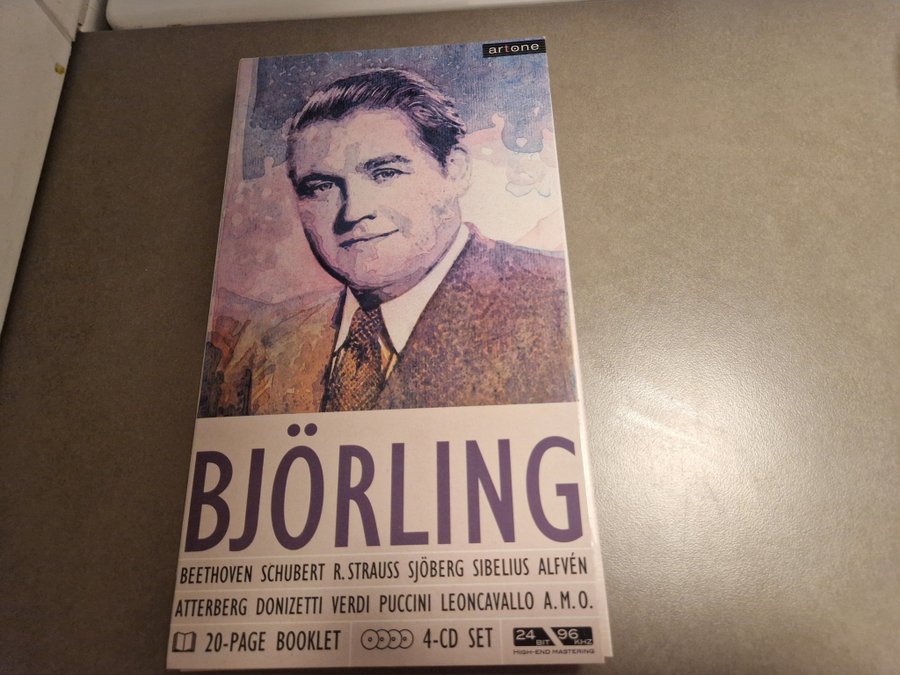 artone
BJÖRLING
BEETHOVEN SCHUBERT R.STRAUSS SJÖBERG SIBELIUS ALFVÉN
ATTERBERG DONIZETTI VERDI PUCCINI LEONCAVALLO A.M.O.
20-PAGE BOOKLET 4-CD SET 24 BIT 96 KHZ
HIGH-END MASTERING